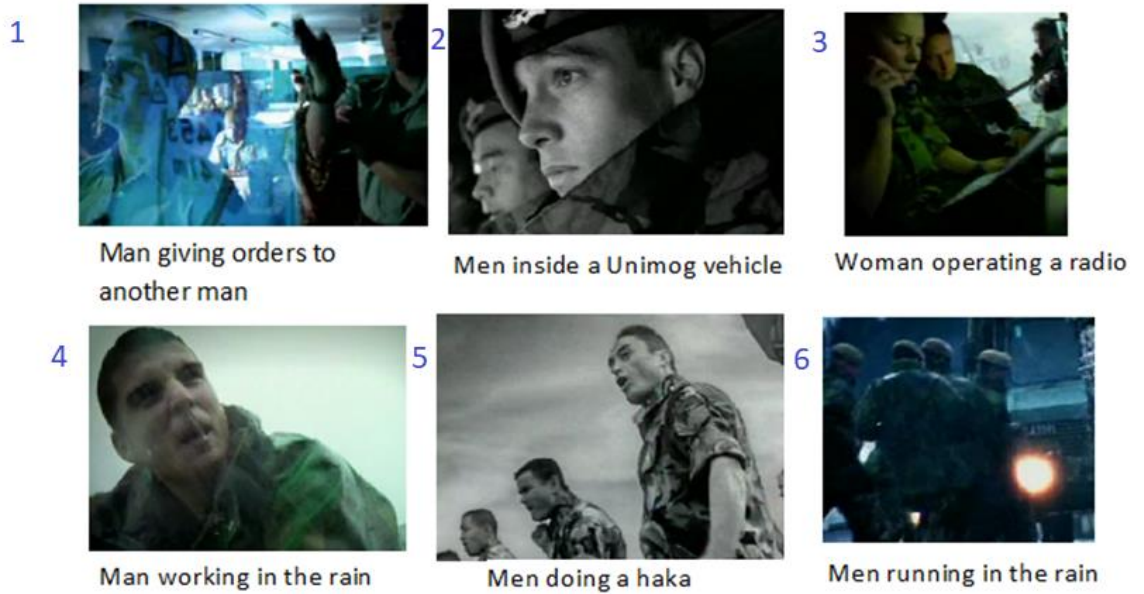 1
2
3
Man giving orders to
another man
Men inside a Unimog vehicle
Woman operating a radio
4
5
6
Man working in the rain
Men doing a haka
Men running in the rain